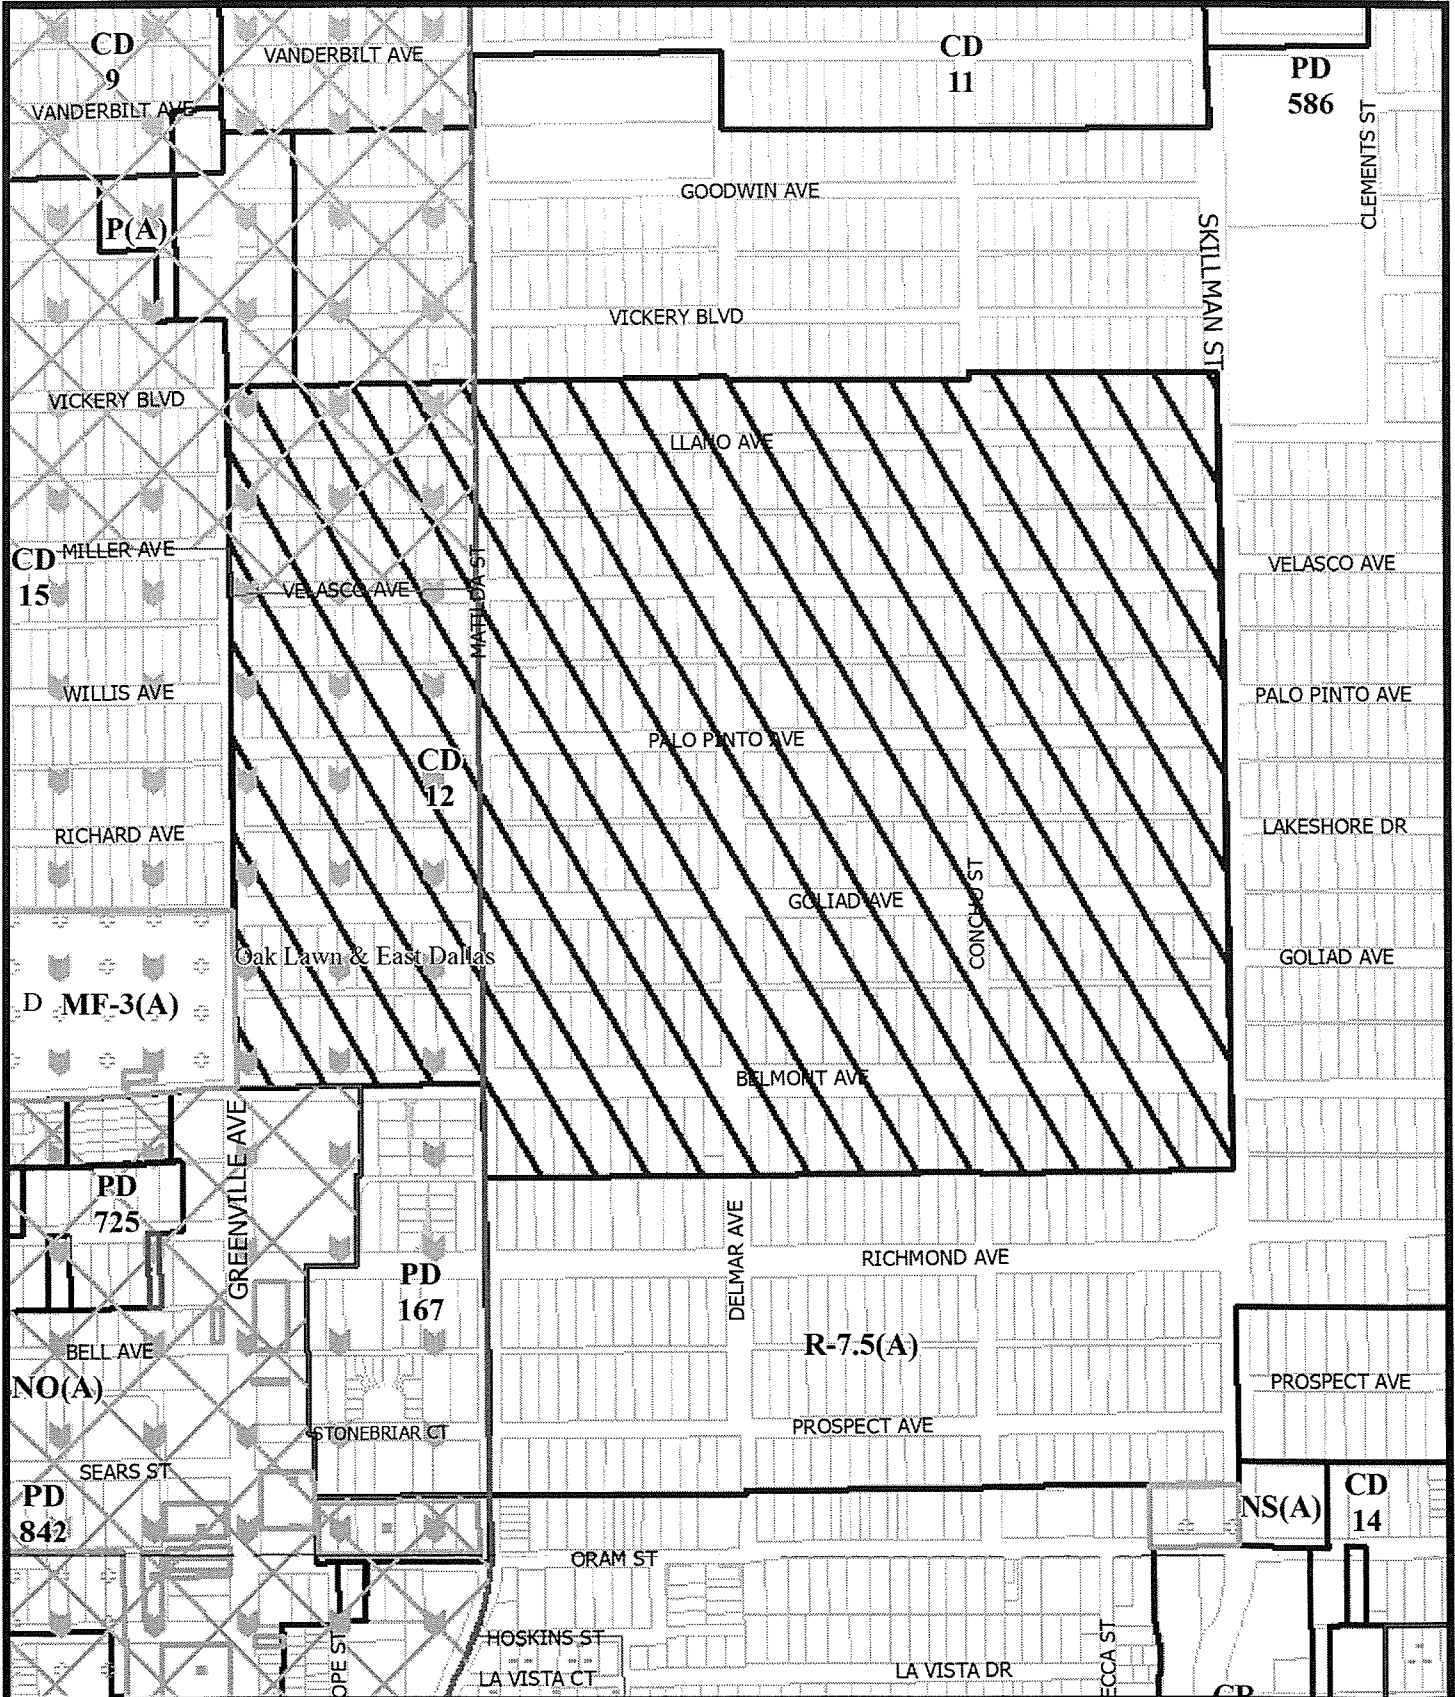 CD
9
VANDERBILT AVE
CD
11
PD
586
VANDERBILT AVE
CLEMENTS ST
GOODWIN AVE
P(A)
SKILLMAN ST
VICKERY BLVD
VICKERY BLVD
LLANO AVE
MILLER AVE
CD
15
VELASCO AVE
MATILDA ST
VELASCO AVE
WILLIS AVE
PALO PINTO AVE
PALO PINTO AVE
CD
12
RICHARD AVE
LAKESHORE DR
GOLIAD AVE
CONCHO ST
Oak Lawn & East Dallas
GOLIAD AVE
D
MF-3(A)
BELMONT AVE
GREENVILLE AVE
PD
725
DELMAR AVE
RICHMOND AVE
PD
167
R-7.5(A)
BELL AVE
NO(A)
PROSPECT AVE
PROSPECT AVE
STONEBRIAR CT
SEARS ST
PD
842
NS(A)
CD
14
ORAM ST
HOSKINS ST
LA VISTA CT
LA VISTA DR
OPE ST
ECCA ST